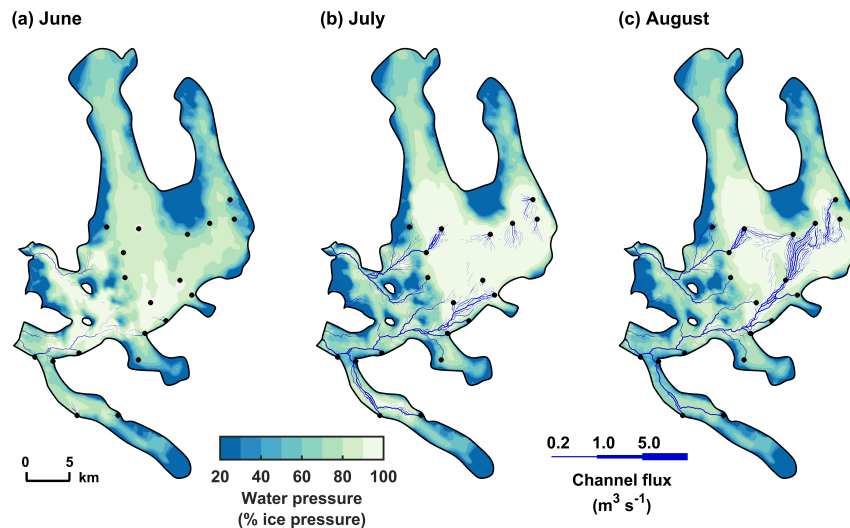 (a) June
(b) July
(c) August
0 5 km
20 40 60 80 100
Water pressure
(% ice pressure)
0.2 1.0 5.0
Channel flux
(m³ s⁻¹)